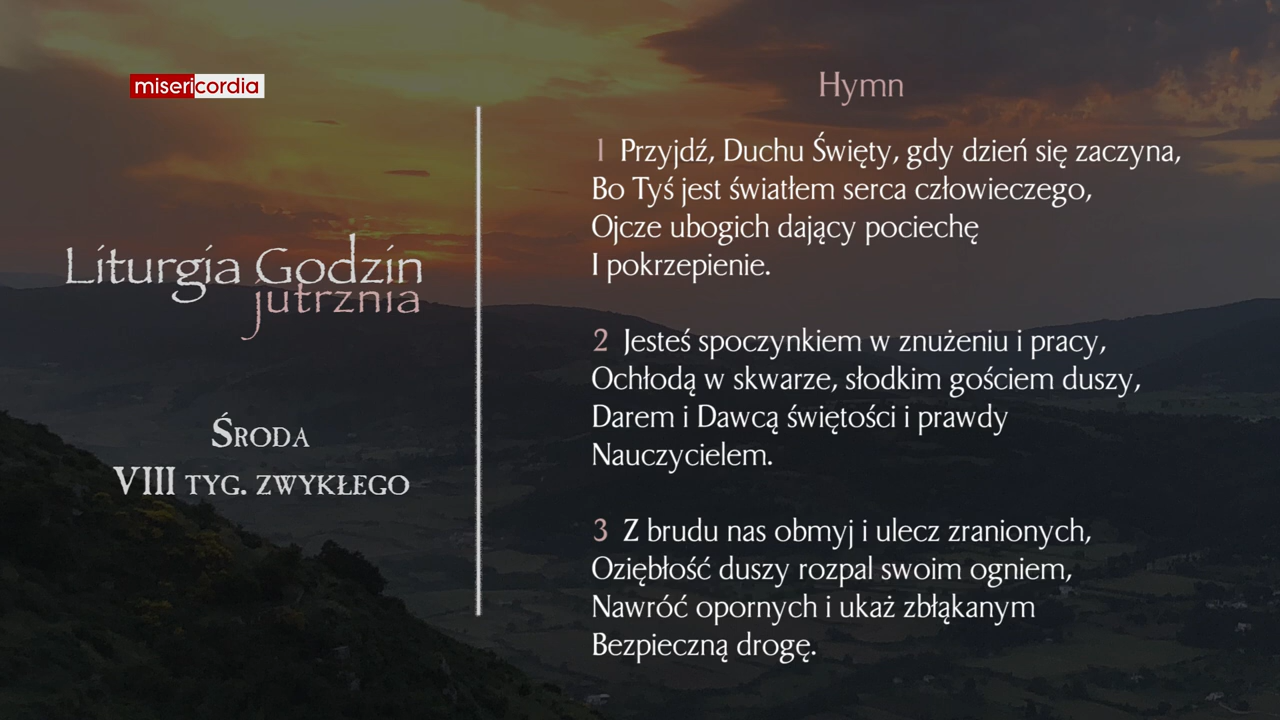 misericordia
Liturgia Godzin
jutrznia
Środa
VIII tyg. zwykłego
Hymn
1 Przyjdź, Duchu Święty, gdy dzień się zaczyna,
Bo Tyś jest światłem serca człowieczego,
Ojcze ubogich dający pociechę
I pokrzepienie.
2 Jesteś spoczynkiem w znużeniu i pracy,
Ochłodą w skwarze, słodkim gościem duszy,
Darem i Dawcą świętości i prawdy
Nauczycielem.
3 Z brudu nas obmyj i ulecz zranionych,
Oziębłość duszy rozpal swoim ogniem,
Nawróć opornych i ukaż zbłąkanym
Bezpieczną drogę.